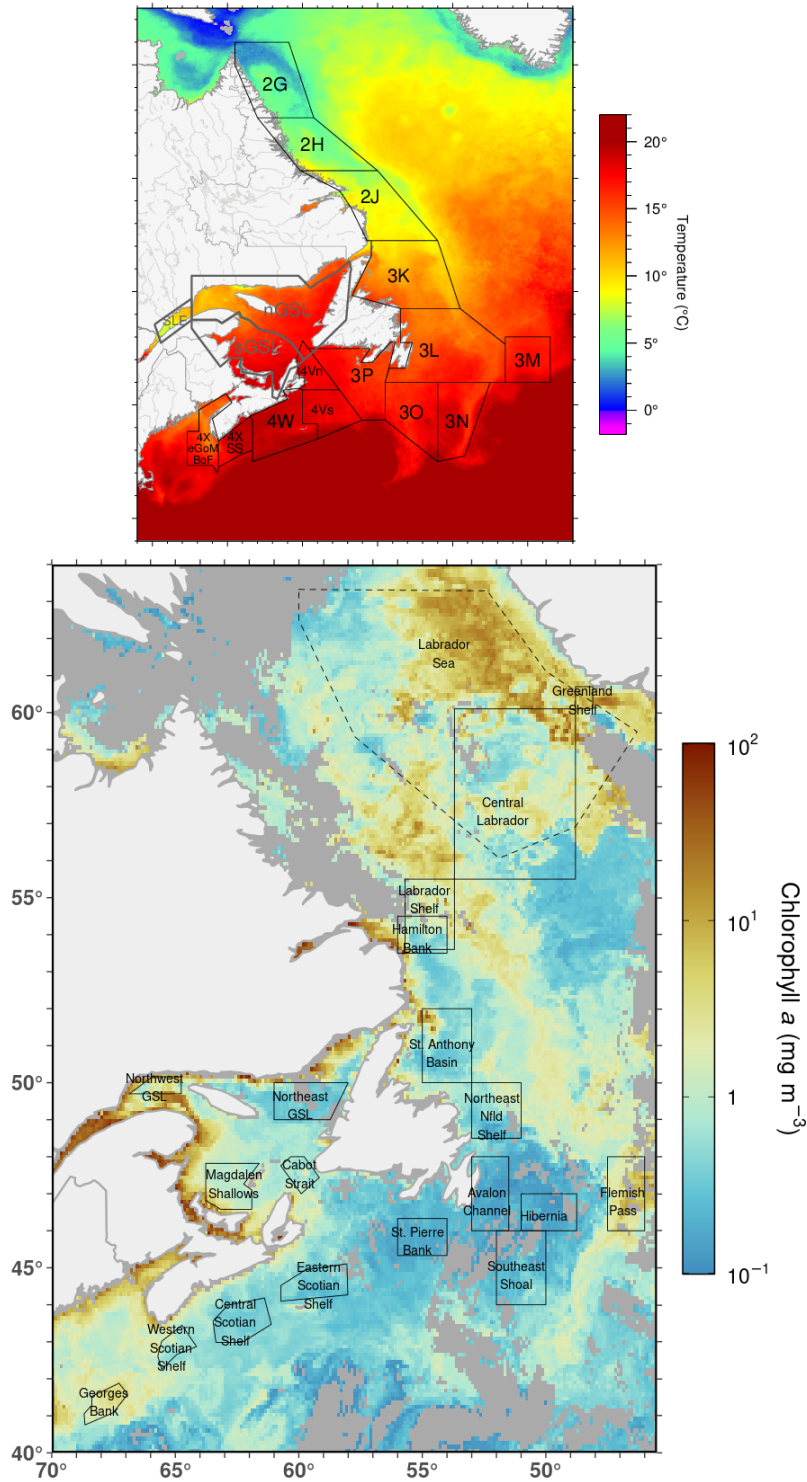 2G
2H
2J
3K
nGSL
SLE
sGSL
3L
3M
4Vn
3P
4W
4Vs
3O
3N
4X
eGoM
BoF
4X
SS
20°
15°
10°
5°
0°
Temperature (°C)
Labrador
Sea
Greenland
Shelf
Central
Labrador
Labrador
Shelf
Hamilton
Bank
St. Anthony
Basin
Northwest
GSL
Northeast
GSL
Northeast
Nfld
Shelf
Magdalen
Shallows
Cabot
Strait
Avalon
Channel
Hibernia
Flemish
Pass
St. Pierre
Bank
Southeast
Shoal
Eastern
Scotian
Shelf
Central
Scotian
Shelf
Western
Scotian
Shelf
Georges
Bank
60°
55°
50°
45°
40°
70°
65°
60°
55°
50°
10²
10¹
1
10⁻¹
Chlorophyll a (mg m⁻³)